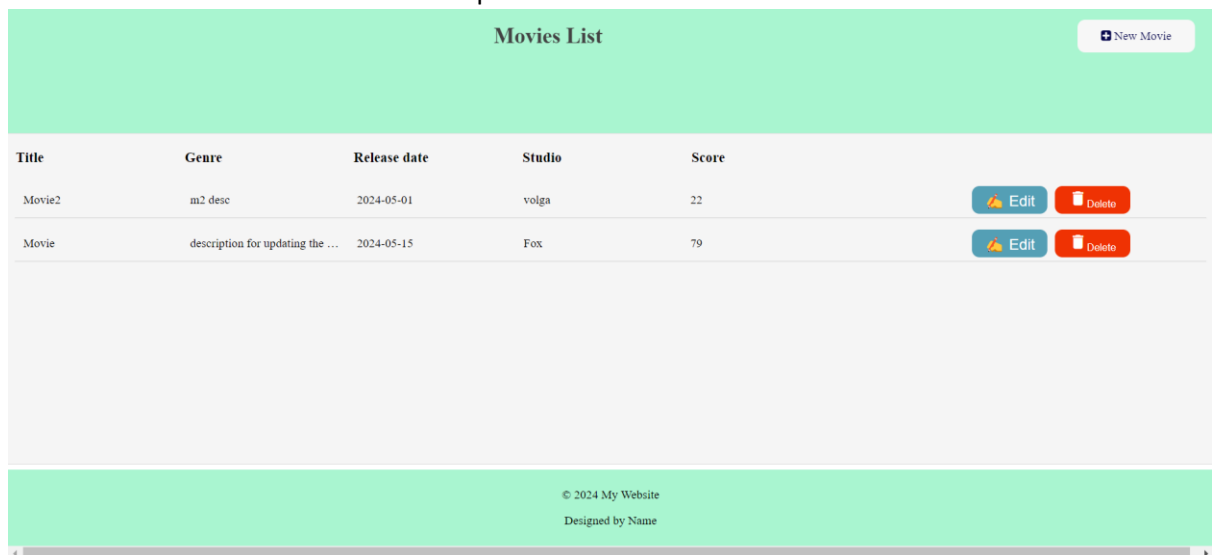 Movies List
New Movie
Title Genre Release date Studio Score
Movie2 m2 desc 2024-05-01 volga 22 Edit Delete
Movie description for updating the … 2024-05-15 Fox 79 Edit Delete
© 2024 My Website
Designed by Name